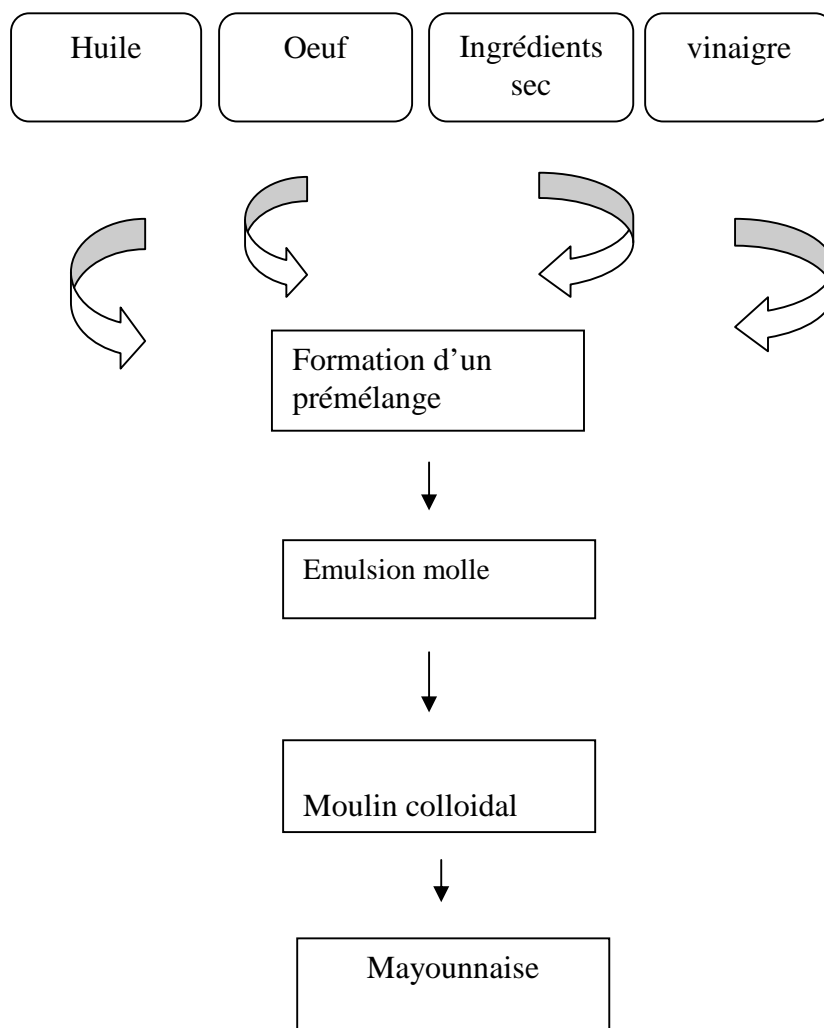 Huile
Oeuf
Ingrédients
sec
vinaigre
Formation d’un
prémélange
Emulsion molle
Moulin colloidal
Mayounnaise